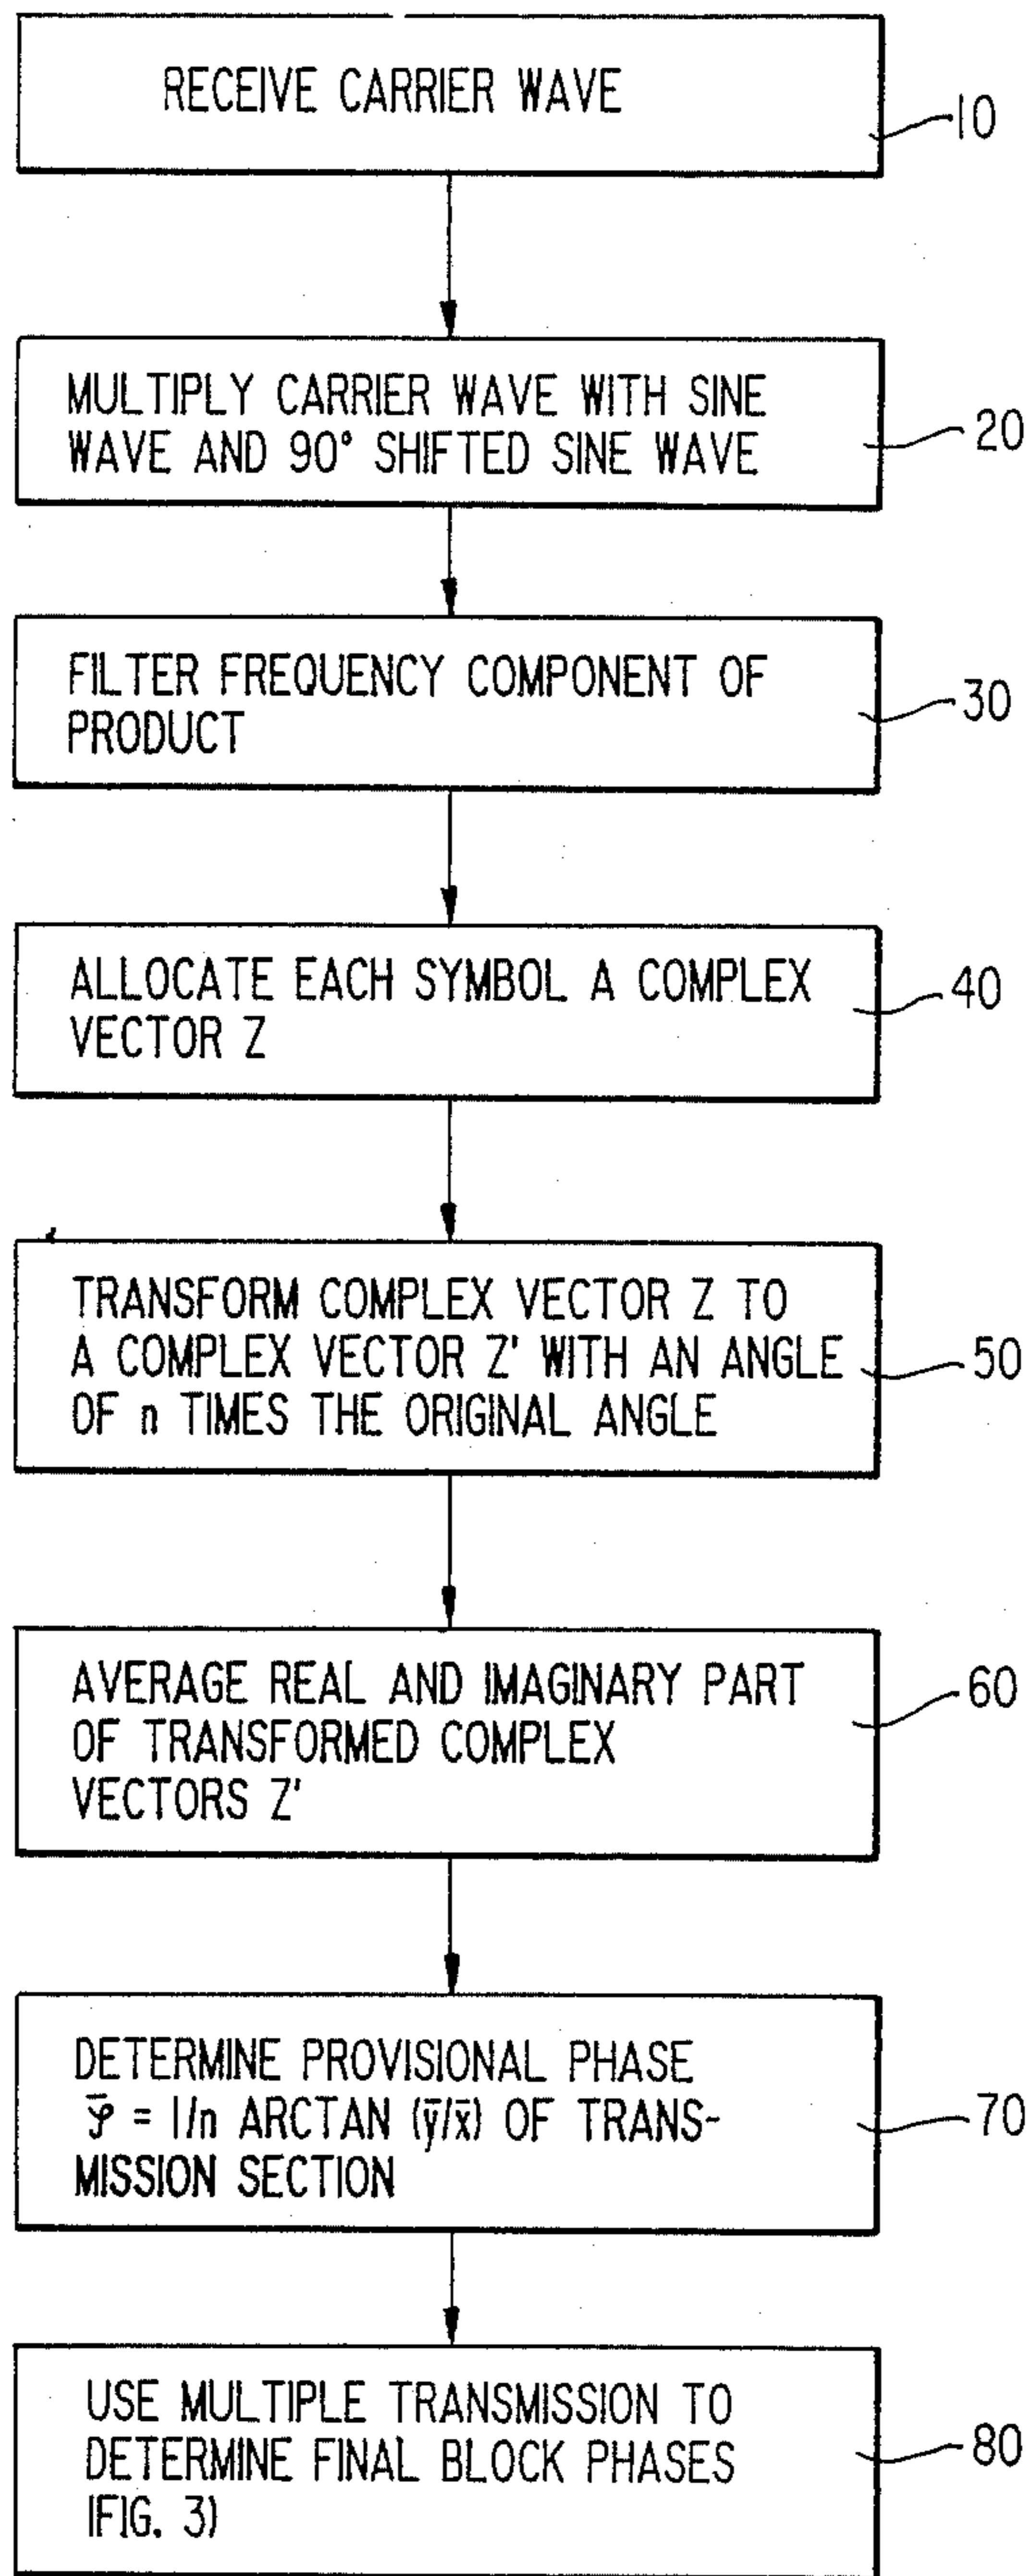 RECEIVE CARRIER WAVE
10
MULTIPLY CARRIER WAVE WITH SINE
WAVE AND 90° SHIFTED SINE WAVE
20
FILTER FREQUENCY COMPONENT OF
PRODUCT
30
ALLOCATE EACH SYMBOL A COMPLEX
VECTOR Z
40
TRANSFORM COMPLEX VECTOR Z TO
A COMPLEX VECTOR Z' WITH AN ANGLE
OF n TIMES THE ORIGINAL ANGLE
50
AVERAGE REAL AND IMAGINARY PART
OF TRANSFORMED COMPLEX
VECTORS Z'
60
DETERMINE PROVISIONAL PHASE
φ̄ = 1/n ARCTAN (ȳ/x̄) OF TRANS-
MISSION SECTION
70
USE MULTIPLE TRANSMISSION TO
DETERMINE FINAL BLOCK PHASES
(FIG. 3)
80